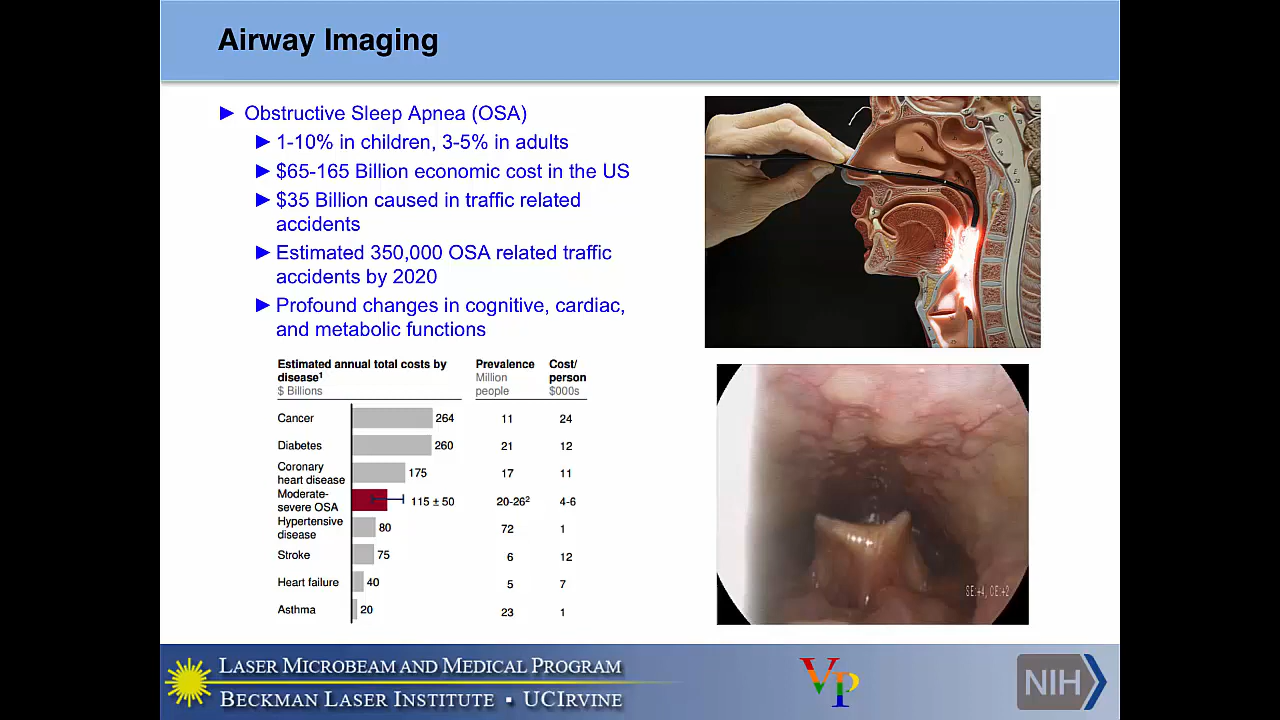 Airway Imaging
Obstructive Sleep Apnea (OSA)
1-10% in children, 3-5% in adults
$65-165 Billion economic cost in the US
$35 Billion caused in traffic related
accidents
Estimated 350,000 OSA related traffic
accidents by 2020
Profound changes in cognitive, cardiac,
and metabolic functions
Estimated annual total costs by
disease¹
$ Billions
Prevalence
Million
people
Cost/
person
$000s
Cancer 264 11 24
Diabetes 260 21 12
Coronary
heart disease 175 17 11
Moderate-
severe OSA 115 ± 50 20-26² 4-6
Hypertensive
disease 80 72 1
Stroke 75 6 12
Heart failure 40 5 7
Asthma 20 23 1
SE:+4, CE:+2
LASER MICROBEAM AND MEDICAL PROGRAM
BECKMAN LASER INSTITUTE ▪ UCIRVINE
VP
NIH